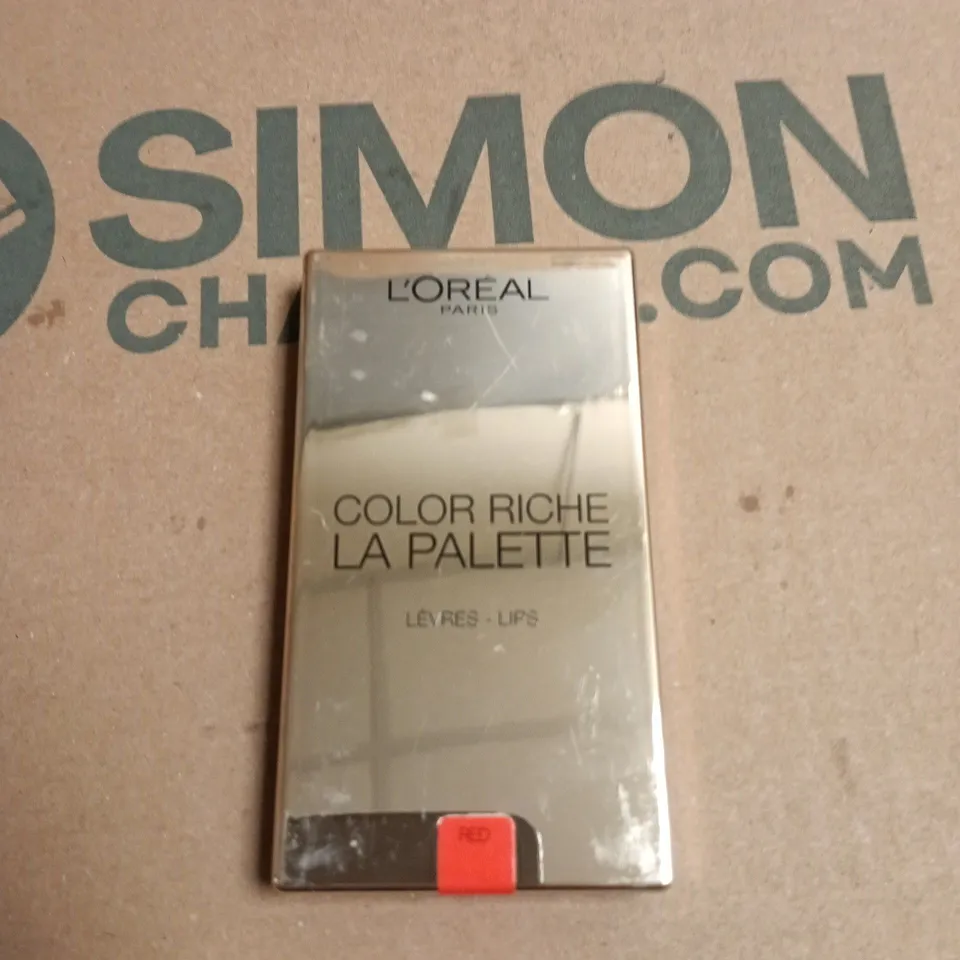 SIMON
CHA .COM
L'ORÉAL
PARIS
COLOR RICHE
LA PALETTE
LÈVRES - LIPS
RED